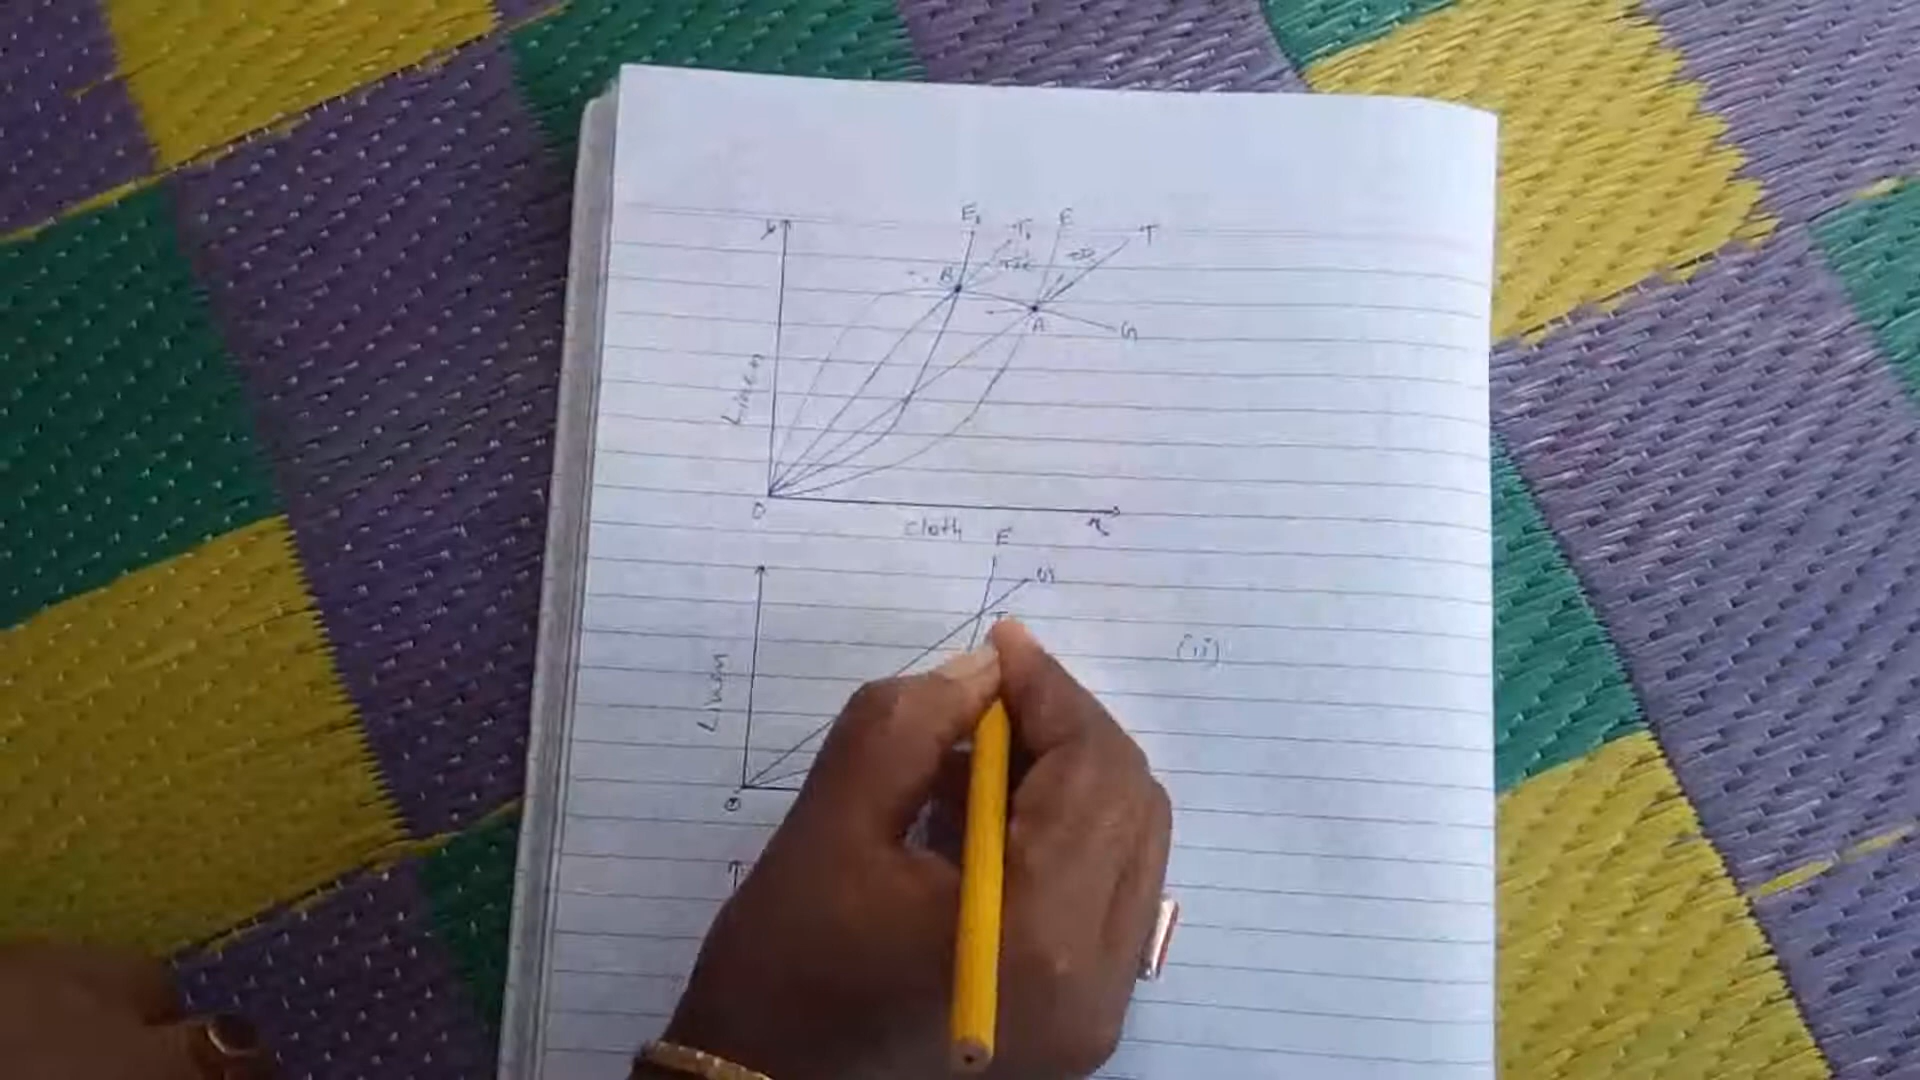 E₁ T₁ E T
y
B
A
G
Linen
O
cloth x
E
Linen
(ii)
O